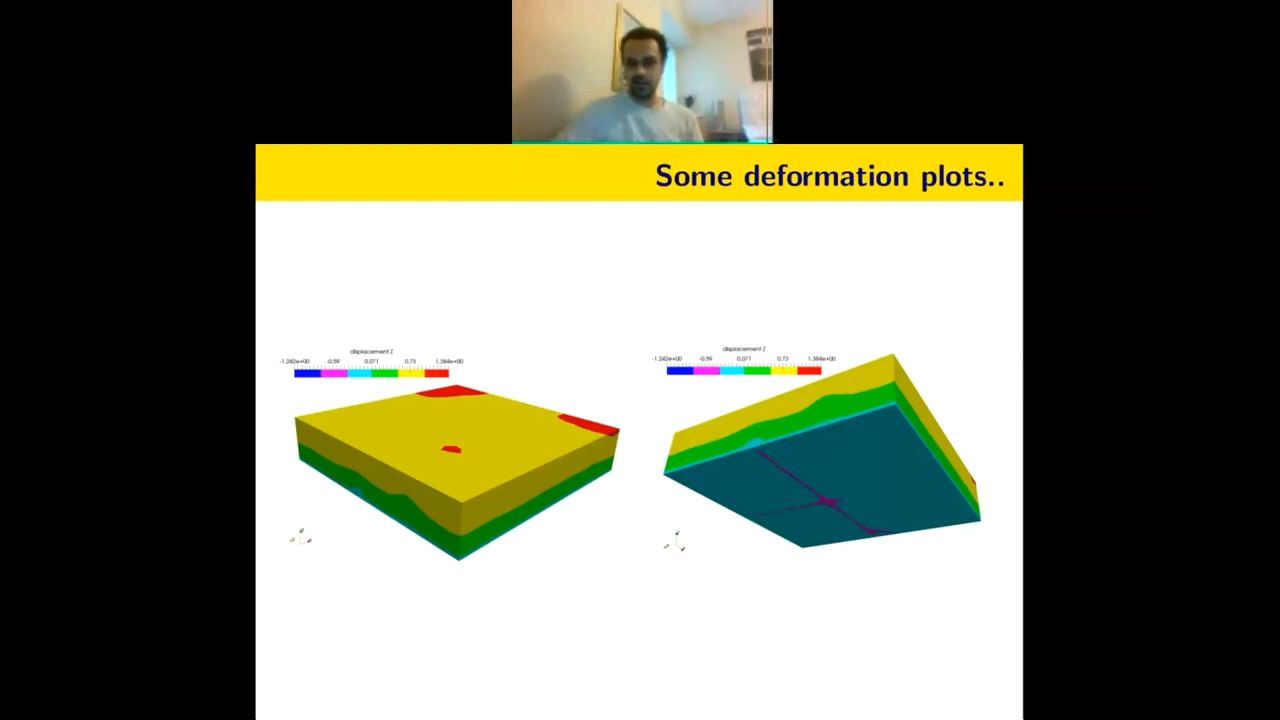 Some deformation plots..
displacement Z
-1.242e+00 -0.59 0.071 0.73 1.384e+00
displacement Z
-1.242e+00 -0.59 0.071 0.73 1.384e+00